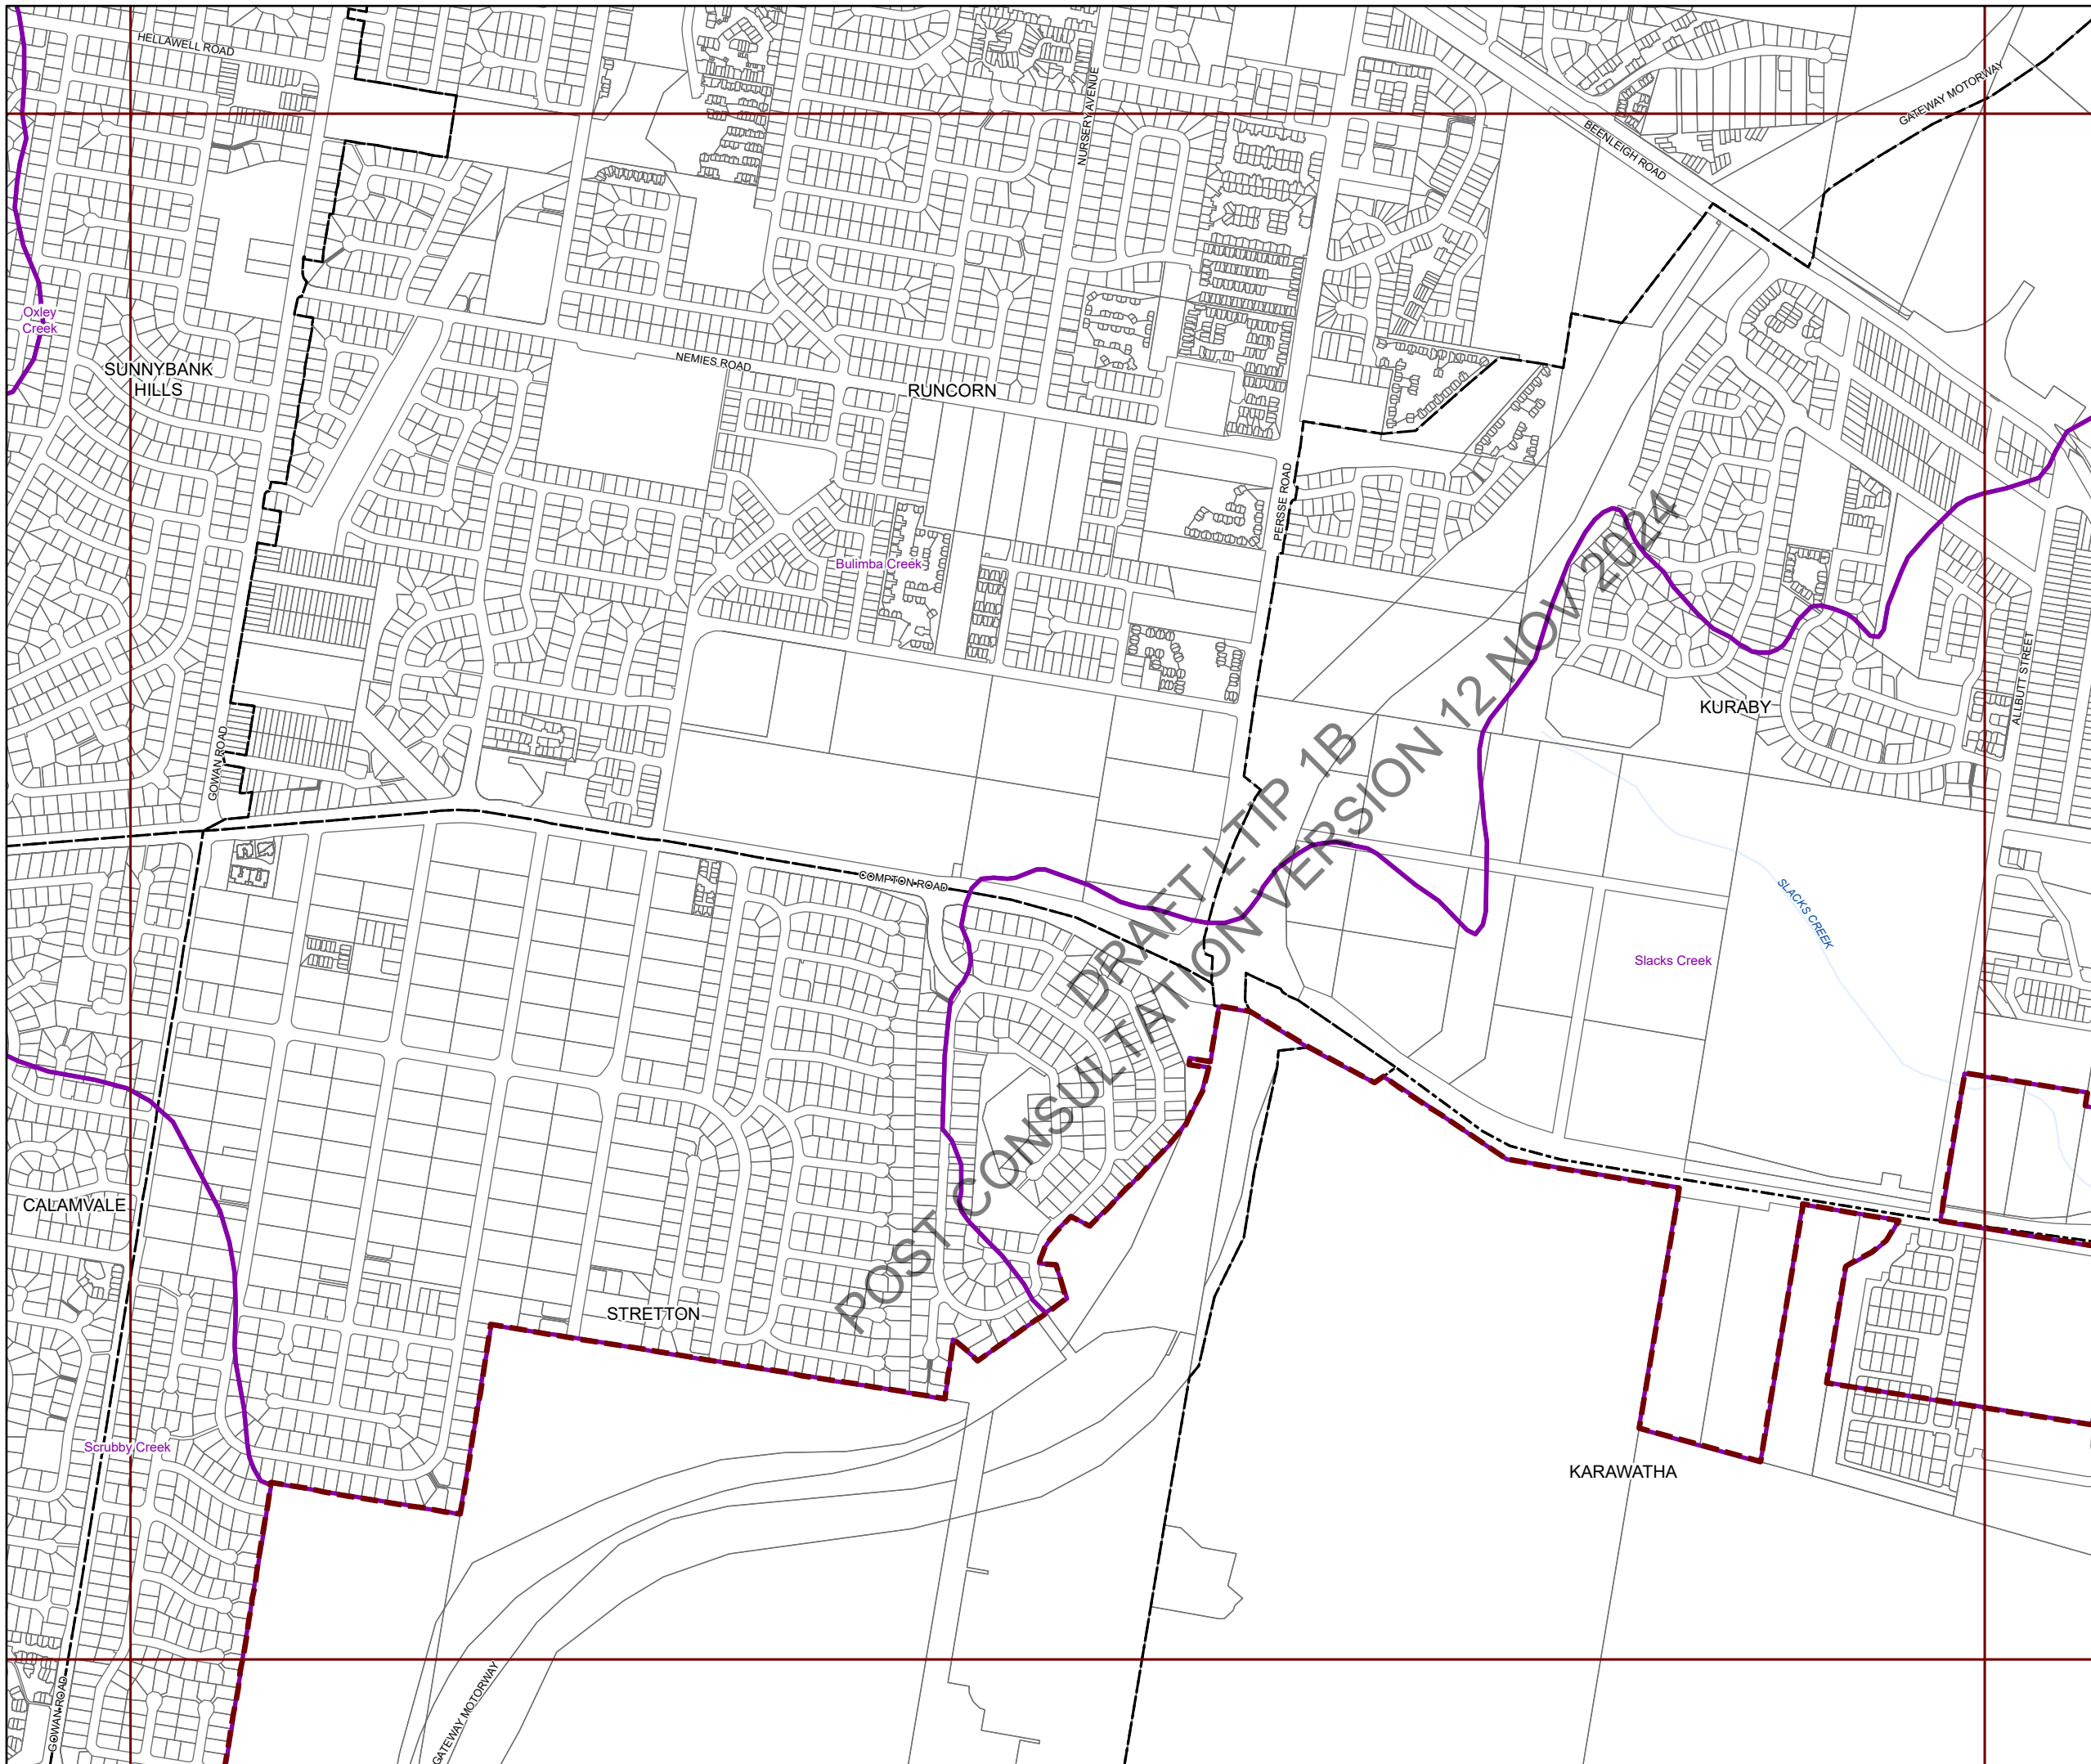 HELLAWELL ROAD
NURSERY AVENUE
GATEWAY MOTORWAY
BEENLEIGH ROAD
Oxley
Creek
SUNNYBANK
HILLS
NEMIES ROAD
RUNCORN
PERSSE ROAD
Bulimba Creek
ALLBUTT STREET
KURABY
GOWAN ROAD
COMPTON ROAD
SLACKS CREEK
Slacks Creek
DRAFT LTIP 1B
POST CONSULTATION VERSION 12 NOV 2024
CALAMVALE
STRETTON
Scrubby Creek
KARAWATHA
GOWAN ROAD
GATEWAY MOTORWAY